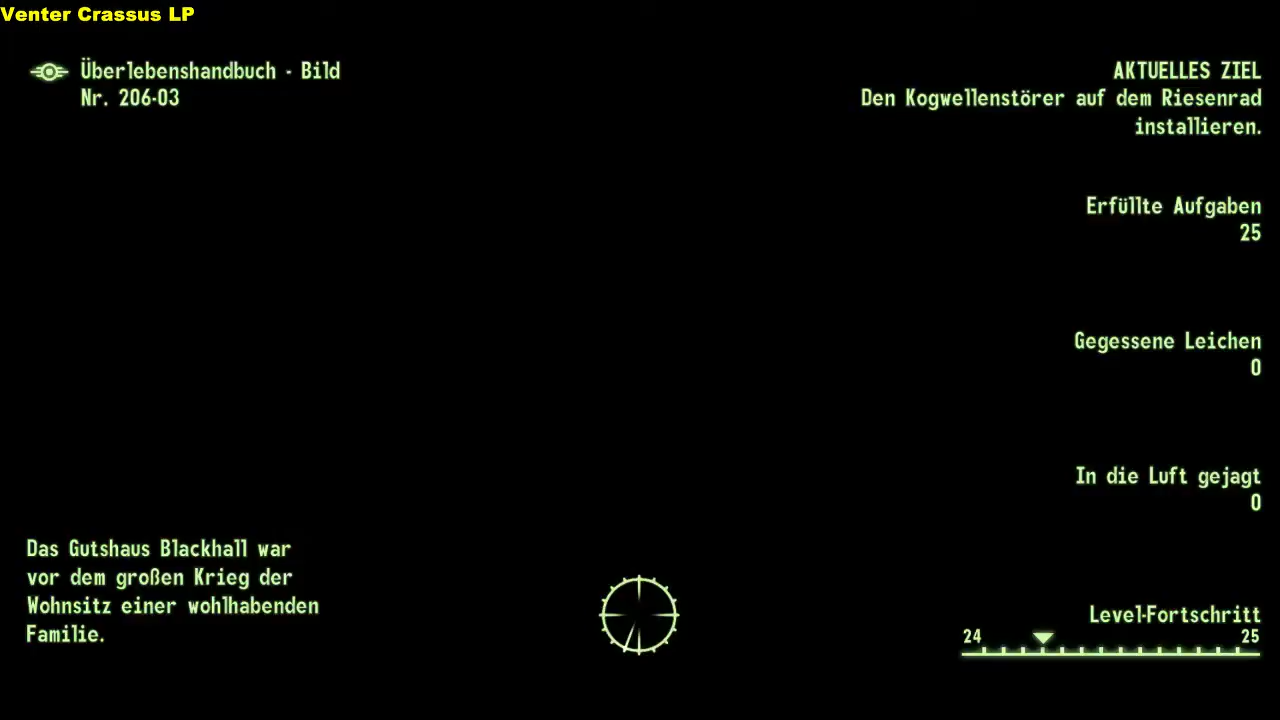 Venter Crassus LP
Überlebenshandbuch - Bild
Nr. 206-03
AKTUELLES ZIEL
Den Kogwellenstörer auf dem Riesenrad
installieren.
Erfüllte Aufgaben
25
Gegessene Leichen
0
In die Luft gejagt
0
Das Gutshaus Blackhall war
vor dem großen Krieg der
Wohnsitz einer wohlhabenden
Familie.
Level-Fortschritt
24 25